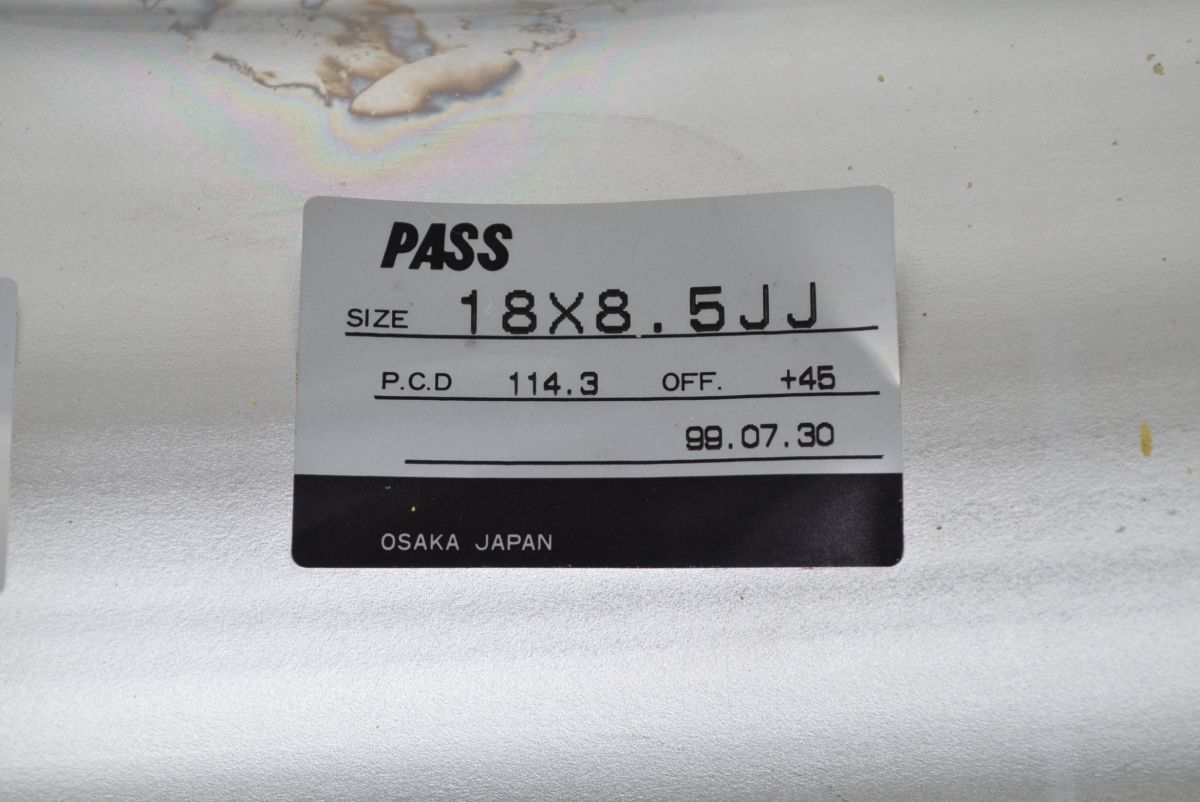 PASS
SIZE 18X8.5JJ
P.C.D 114.3 OFF. +45
99.07.30
OSAKA JAPAN